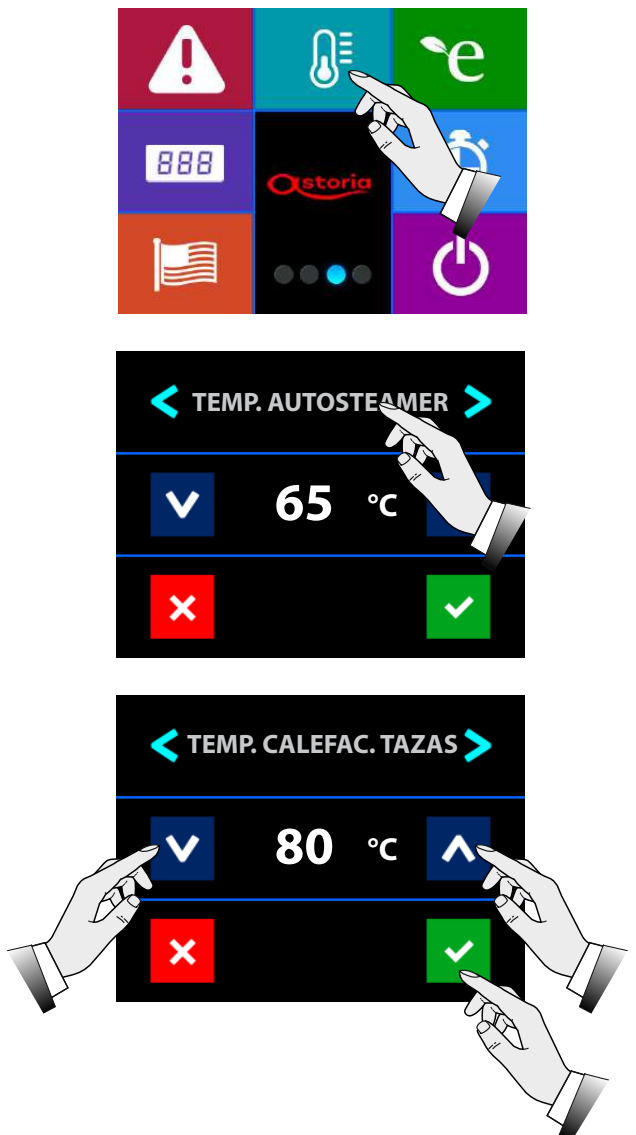 e
888
astoria
TEMP. AUTOSTEAMER
65 °C
TEMP. CALEFAC. TAZAS
80 °C